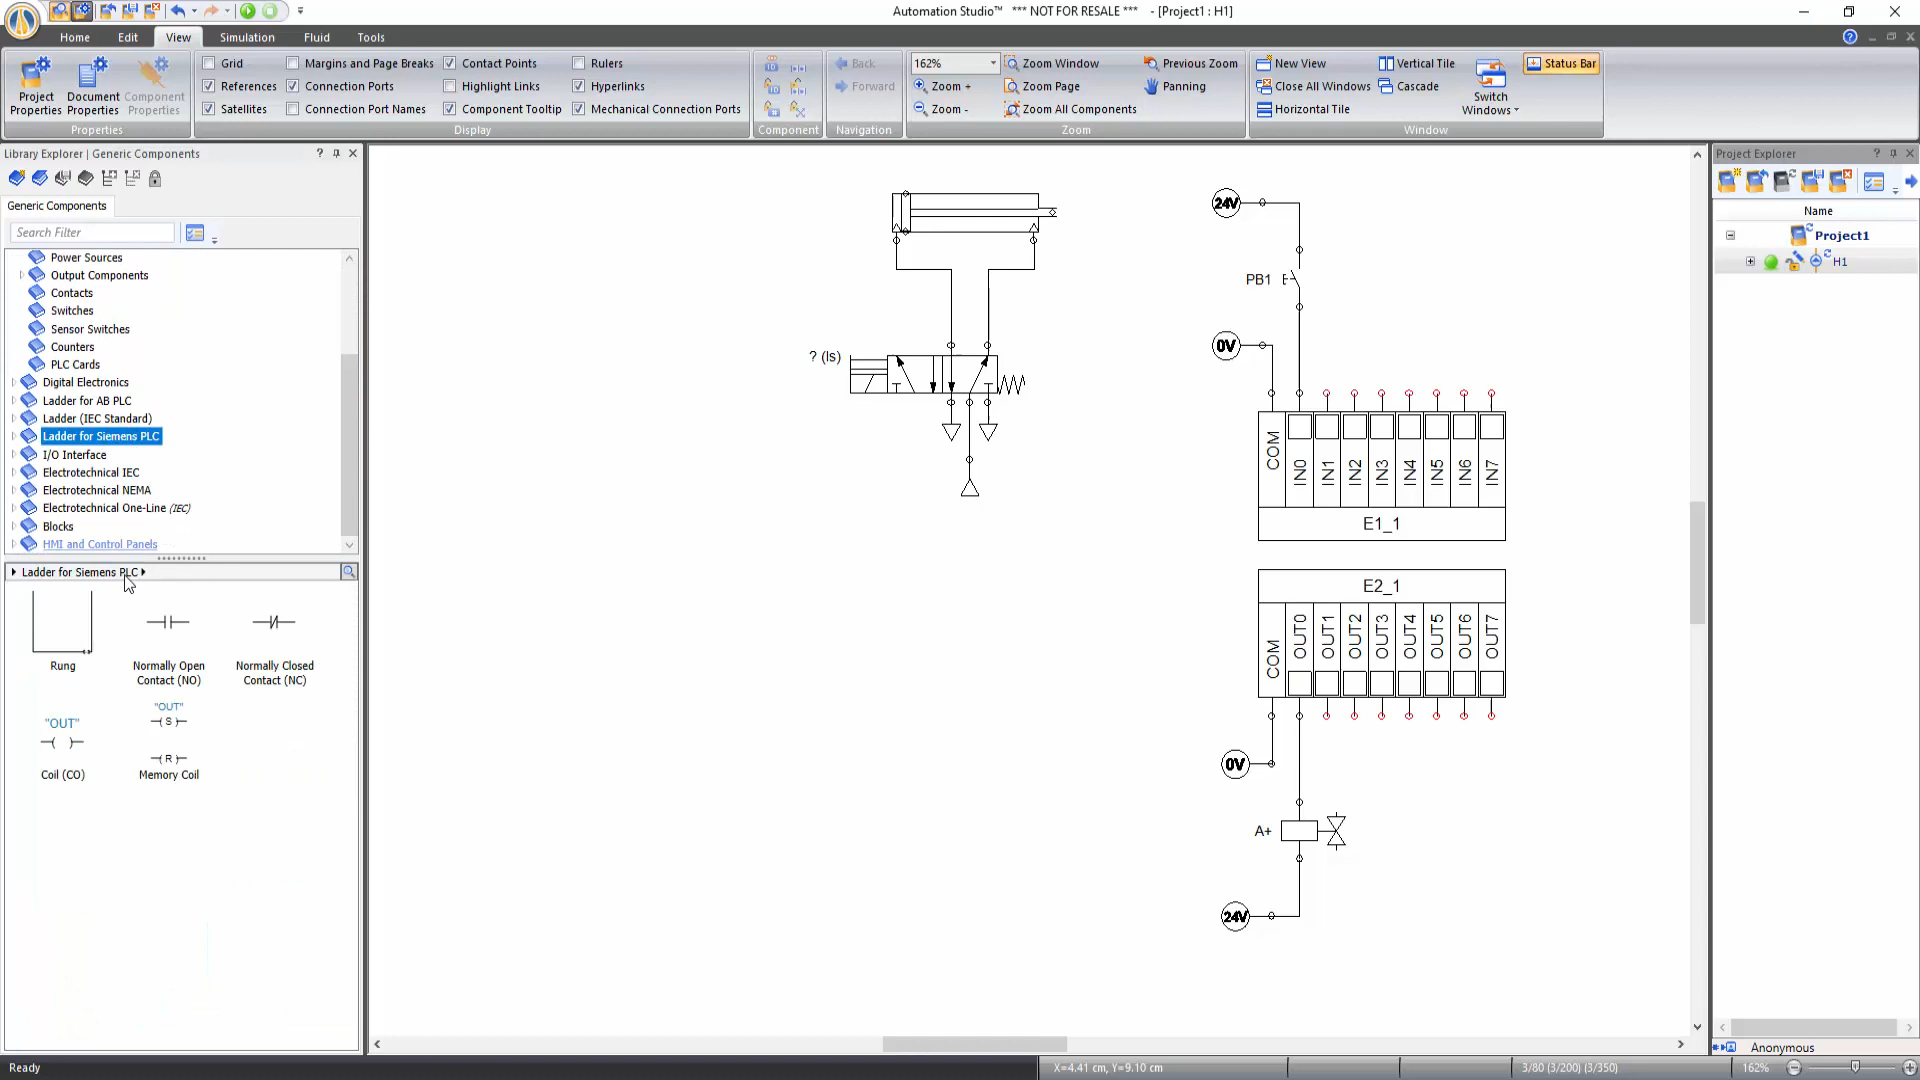 Automation Studio™ *** NOT FOR RESALE *** - [Project1 : H1]
Home Edit View Simulation Fluid Tools
Project Properties
Document Properties
Component Properties
Properties
Grid Margins and Page Breaks Contact Points Rulers
References Connection Ports Highlight Links Hyperlinks
Satellites Connection Port Names Component Tooltip Mechanical Connection Ports
Display
Component
Back
Forward
Navigation
162% Zoom Window Previous Zoom
Zoom + Zoom Page Panning
Zoom - Zoom All Components
Zoom
New View Vertical Tile
Close All Windows Cascade
Horizontal Tile
Switch Windows
Status Bar
Window
Library Explorer | Generic Components
Generic Components
Search Filter
Power Sources
Output Components
Contacts
Switches
Sensor Switches
Counters
PLC Cards
Digital Electronics
Ladder for AB PLC
Ladder (IEC Standard)
Ladder for Siemens PLC
I/O Interface
Electrotechnical IEC
Electrotechnical NEMA
Electrotechnical One-Line (IEC)
Blocks
HMI and Control Panels
Ladder for Siemens PLC
Rung
Normally Open Contact (NO)
Normally Closed Contact (NC)
"OUT"
Coil (CO)
"OUT"
S
R
Memory Coil
? (ls)
24V
PB1
0V
COM IN0 IN1 IN2 IN3 IN4 IN5 IN6 IN7
E1_1
E2_1
COM OUT0 OUT1 OUT2 OUT3 OUT4 OUT5 OUT6 OUT7
0V
A+
24V
Project Explorer
Name
Project1
H1
Anonymous
Ready
X=4.41 cm, Y=9.10 cm
3/80 (3/200) (3/350)
162%